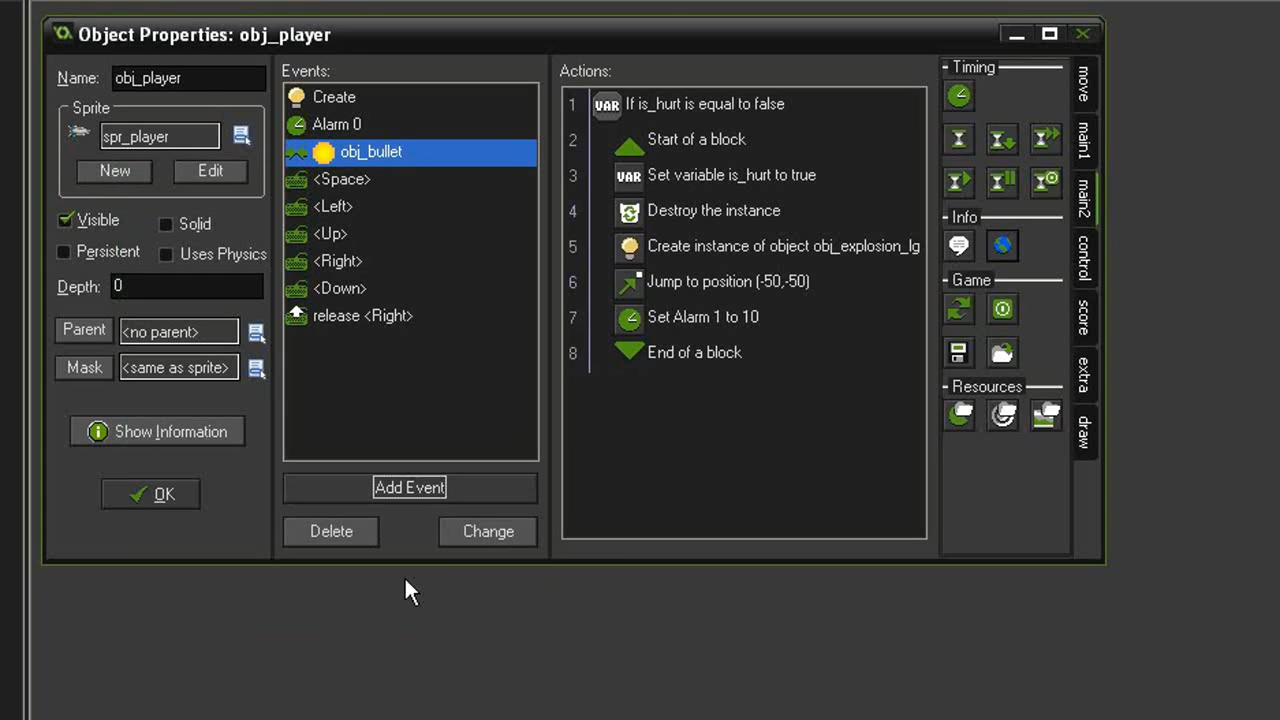 Object Properties: obj_player
Name: obj_player
Sprite
spr_player
New Edit
Visible Solid
Persistent Uses Physics
Depth: 0
Parent <no parent>
Mask <same as sprite>
Show Information
OK
Events:
Create
Alarm 0
obj_bullet
<Space>
<Left>
<Up>
<Right>
<Down>
release <Right>
Add Event
Delete Change
Actions:
1 VAR If is_hurt is equal to false
2 Start of a block
3 VAR Set variable is_hurt to true
4 Destroy the instance
5 Create instance of object obj_explosion_lg
6 Jump to position (-50,-50)
7 Set Alarm 1 to 10
8 End of a block
Timing
Info
Game
Resources
move
main1
main2
control
score
extra
draw